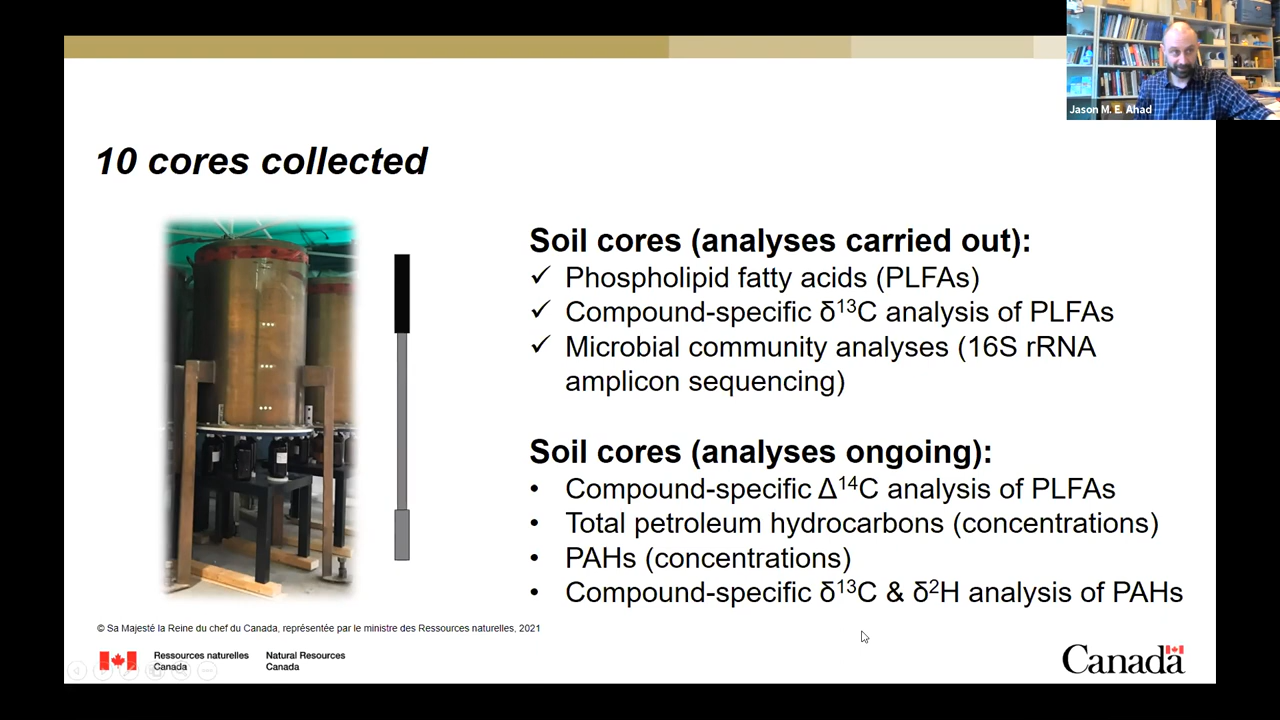 Jason M. E. Ahad
10 cores collected
Soil cores (analyses carried out):
✓ Phospholipid fatty acids (PLFAs)
✓ Compound-specific δ¹³C analysis of PLFAs
✓ Microbial community analyses (16S rRNA
amplicon sequencing)
Soil cores (analyses ongoing):
• Compound-specific Δ¹⁴C analysis of PLFAs
• Total petroleum hydrocarbons (concentrations)
• PAHs (concentrations)
• Compound-specific δ¹³C & δ²H analysis of PAHs
© Sa Majesté la Reine du chef du Canada, représentée par le ministre des Ressources naturelles, 2021
Ressources naturelles Natural Resources
Canada Canada
Canada